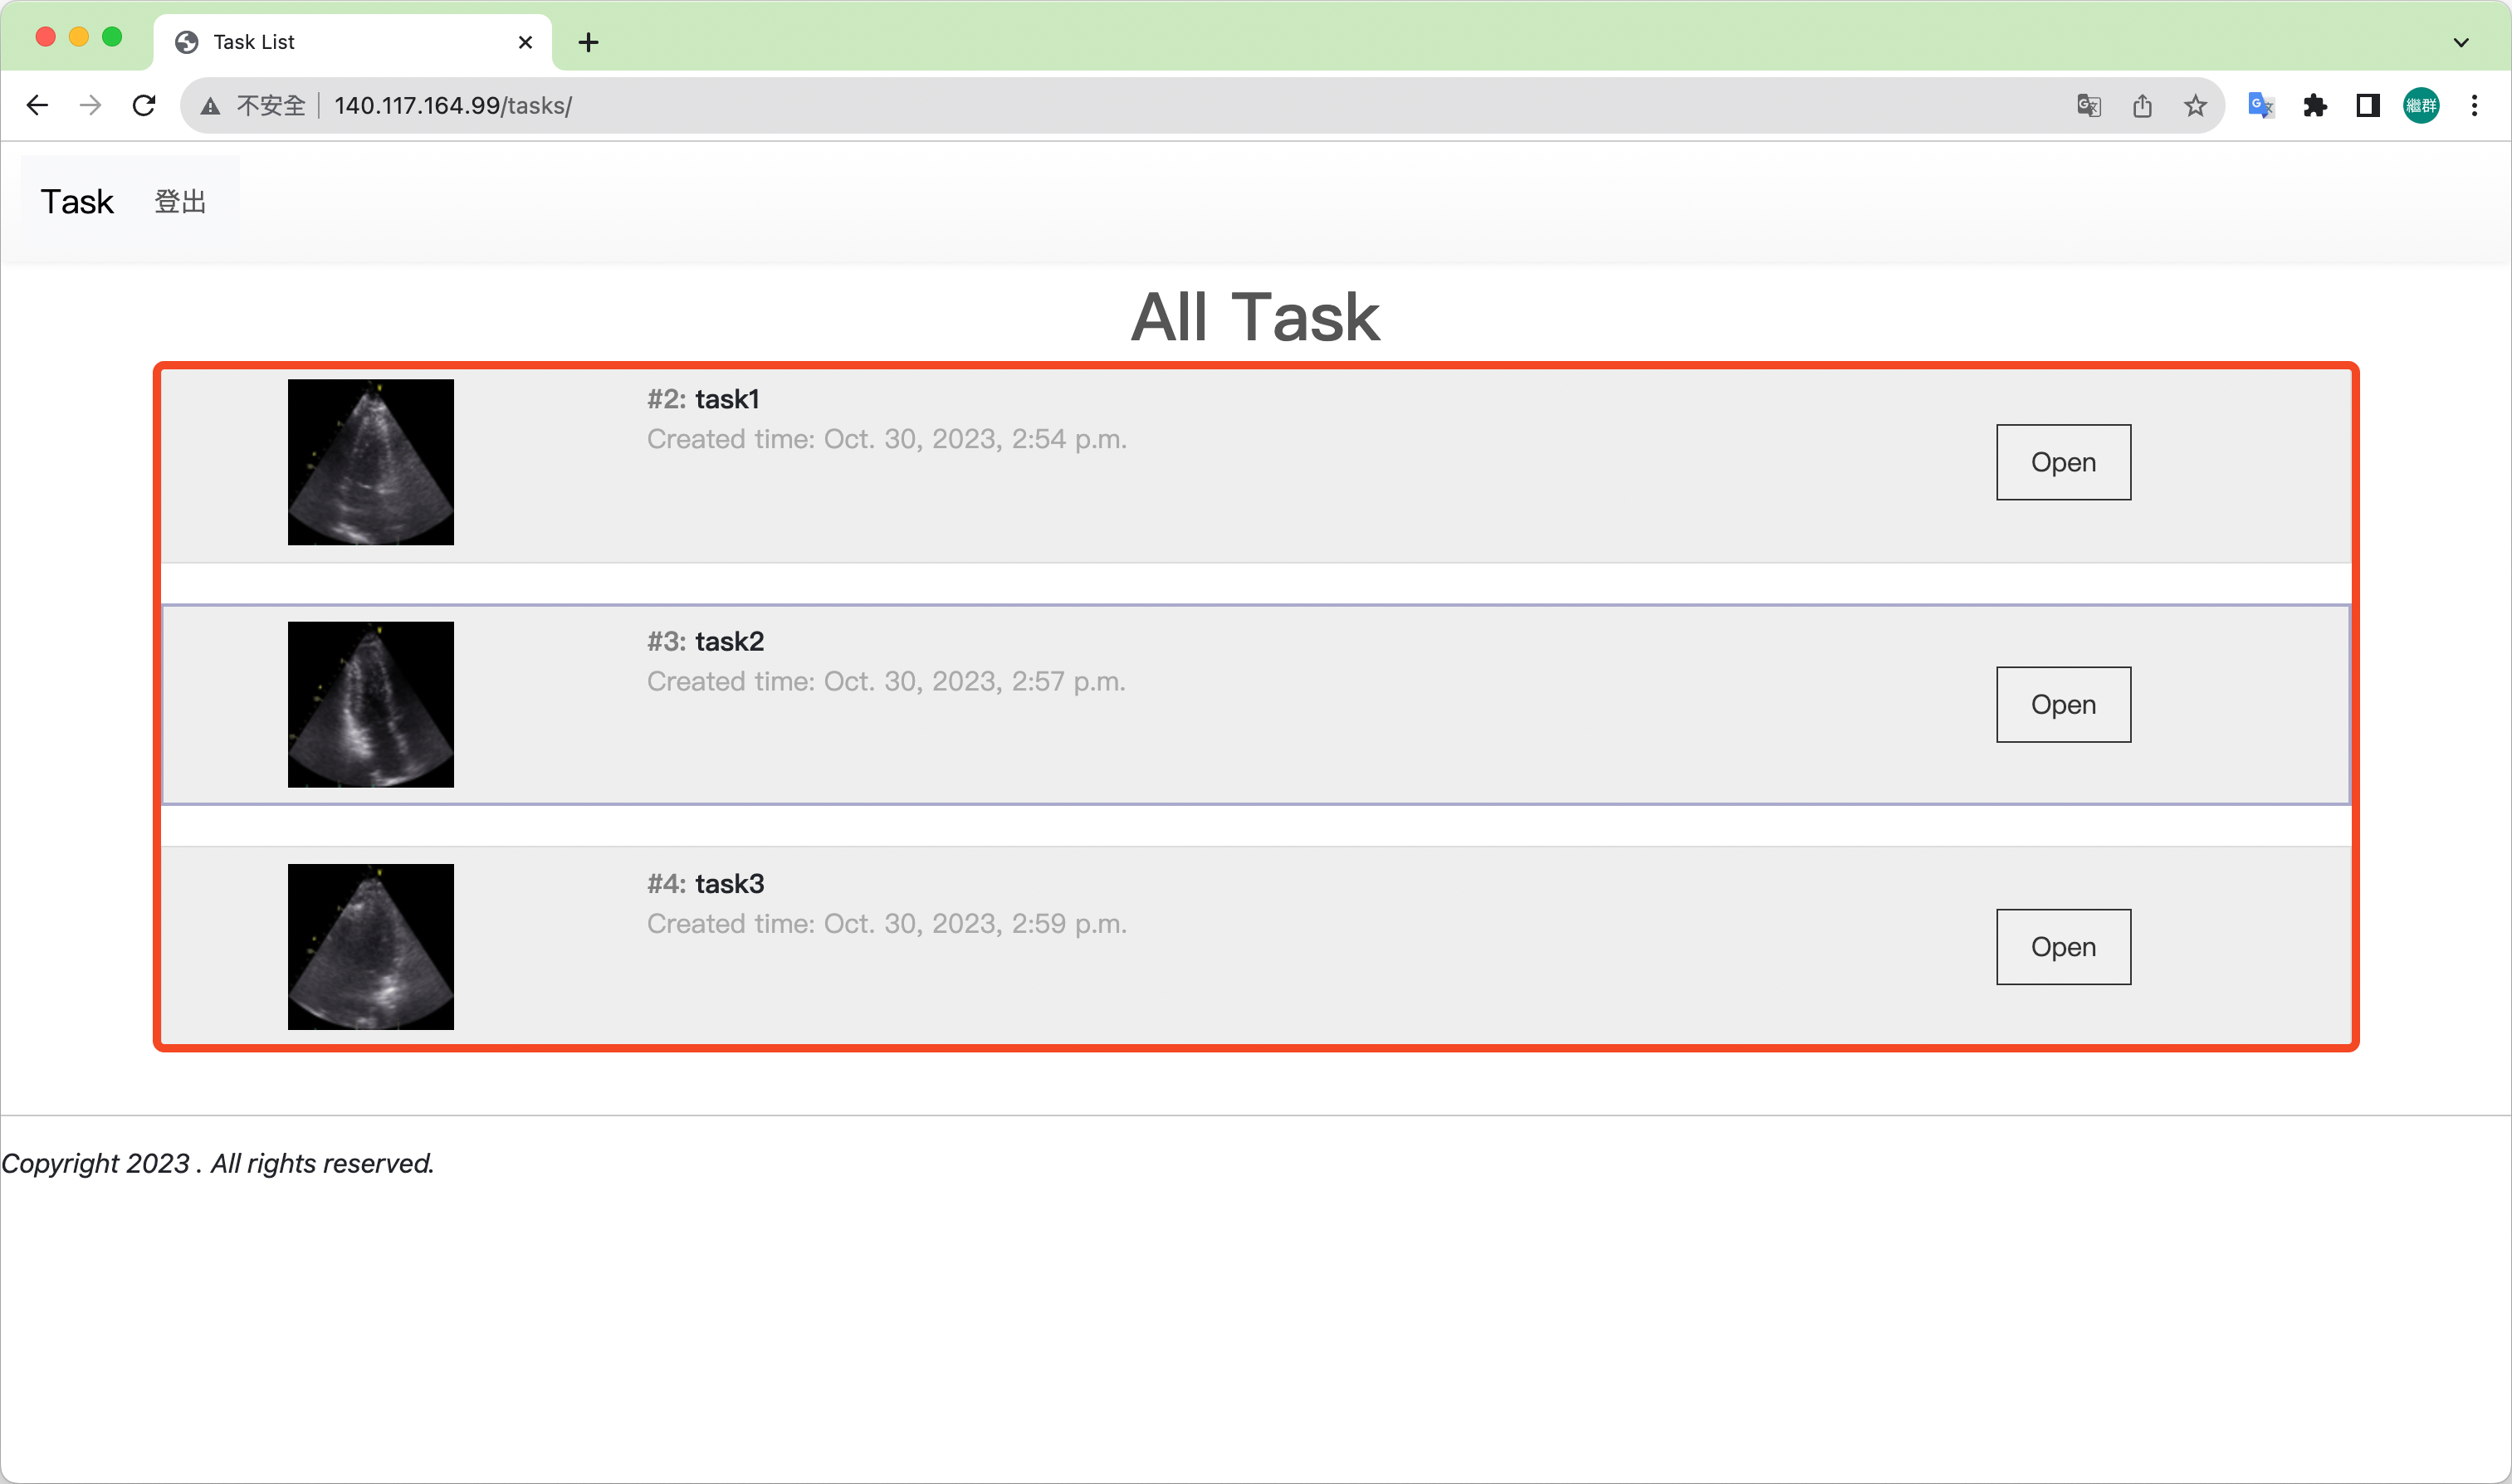 Task List
不安全 140.117.164.99/tasks/
繼群
Task 登出
All Task
#2: task1
Created time: Oct. 30, 2023, 2:54 p.m.
Open
#3: task2
Created time: Oct. 30, 2023, 2:57 p.m.
Open
#4: task3
Created time: Oct. 30, 2023, 2:59 p.m.
Open
Copyright 2023 . All rights reserved.